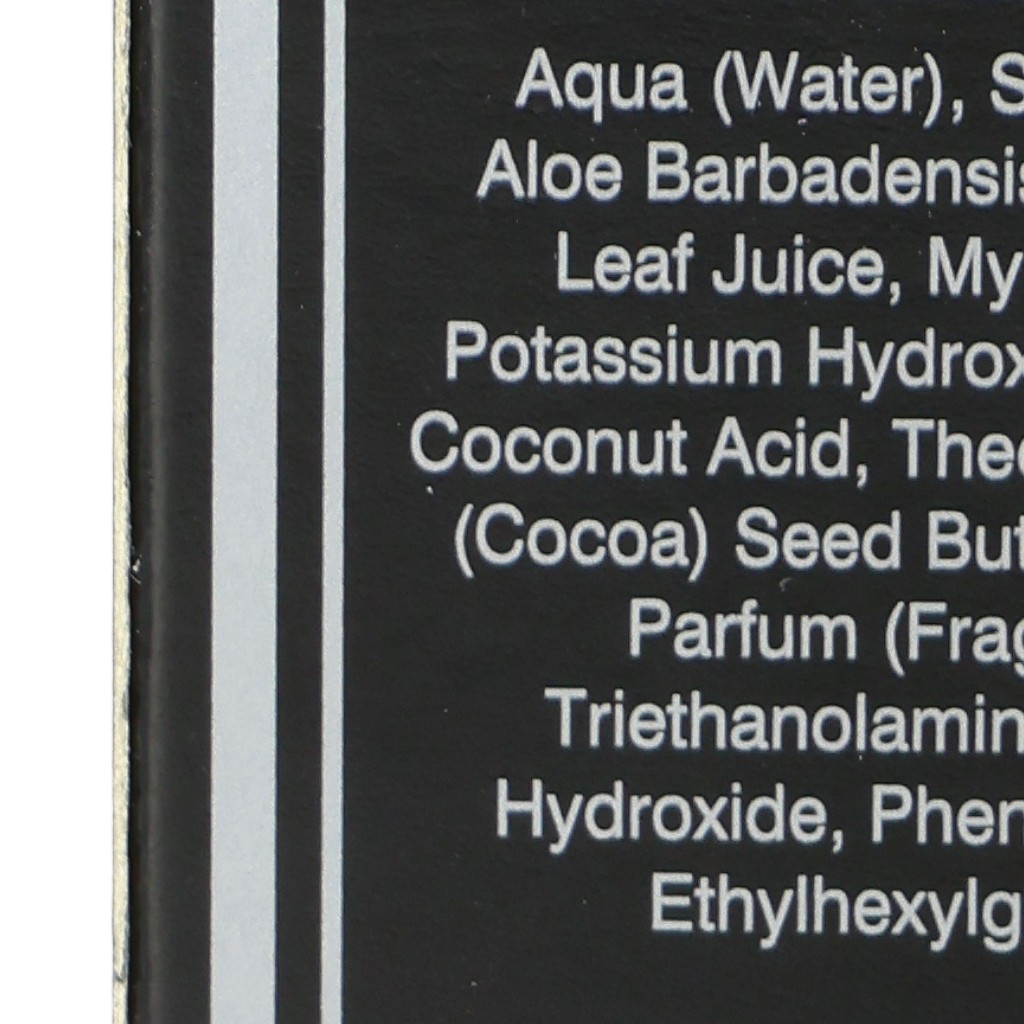 Aqua (Water), S
Aloe Barbadensis
Leaf Juice, My
Potassium Hydrox
Coconut Acid, Theo
(Cocoa) Seed But
Parfum (Frag
Triethanolamin
Hydroxide, Phen
Ethylhexylg